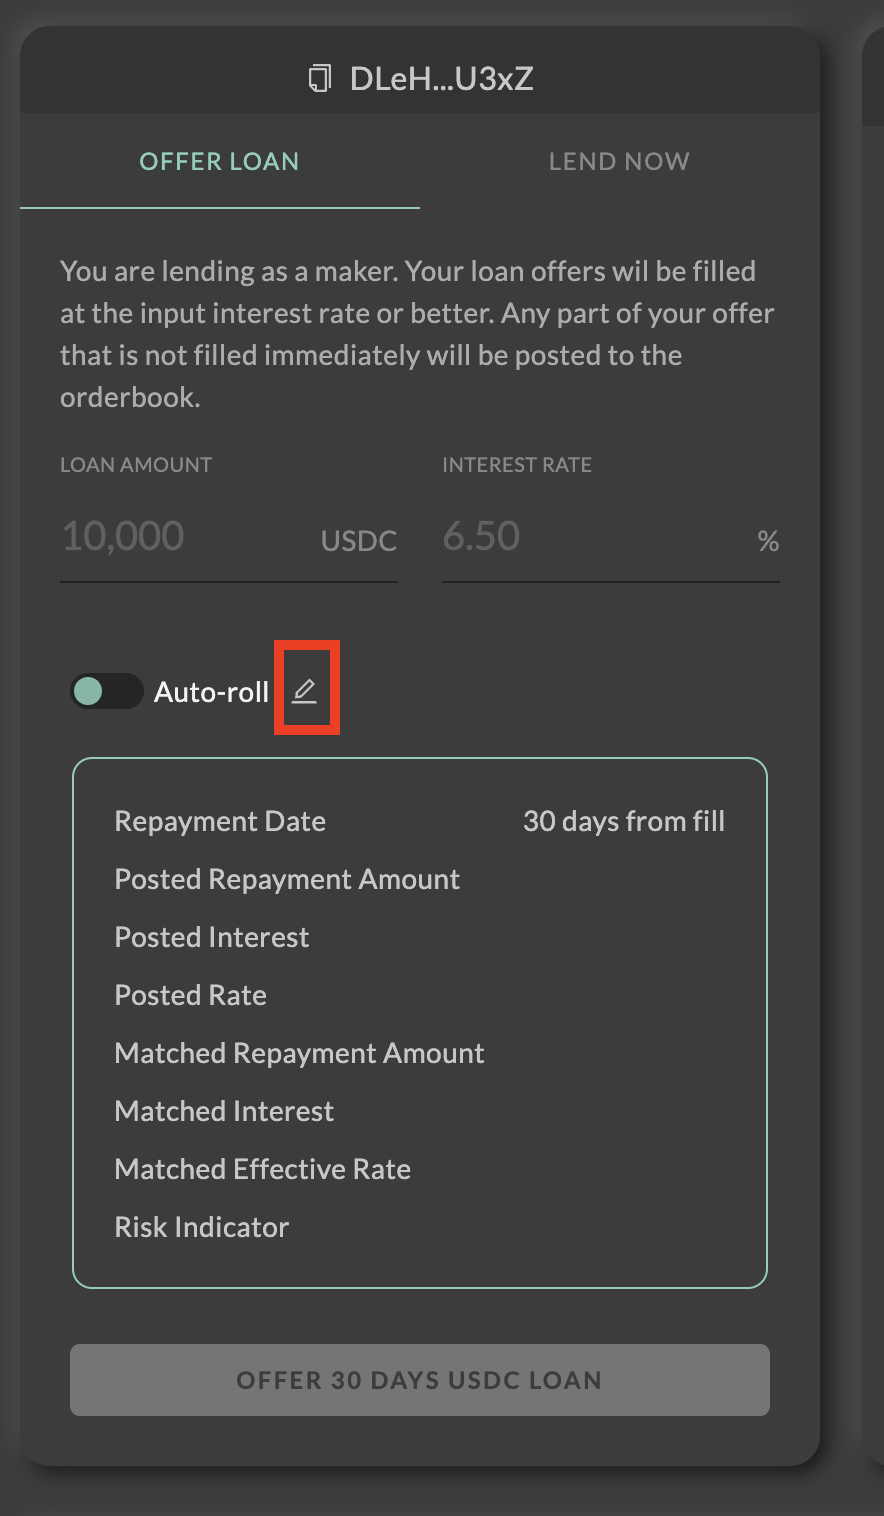 DLeH...U3xZ
OFFER LOAN
LEND NOW
You are lending as a maker. Your loan offers wil be filled
at the input interest rate or better. Any part of your offer
that is not filled immediately will be posted to the
orderbook.
LOAN AMOUNT
INTEREST RATE
10,000 USDC
6.50 %
Auto-roll
Repayment Date 30 days from fill
Posted Repayment Amount
Posted Interest
Posted Rate
Matched Repayment Amount
Matched Interest
Matched Effective Rate
Risk Indicator
OFFER 30 DAYS USDC LOAN